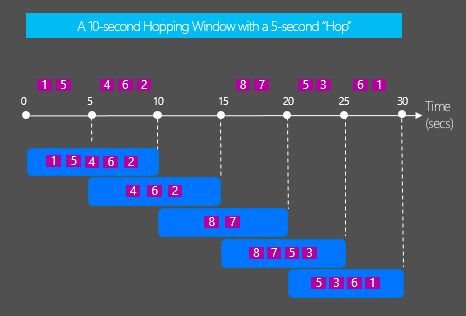 A 10-second Hopping Window with a 5-second "Hop"
1 5 4 6 2 8 7 5 3 6 1
0 5 10 15 20 25 30 Time
(secs)
1 5 4 6 2
4 6 2
8 7
8 7 5 3
5 3 6 1